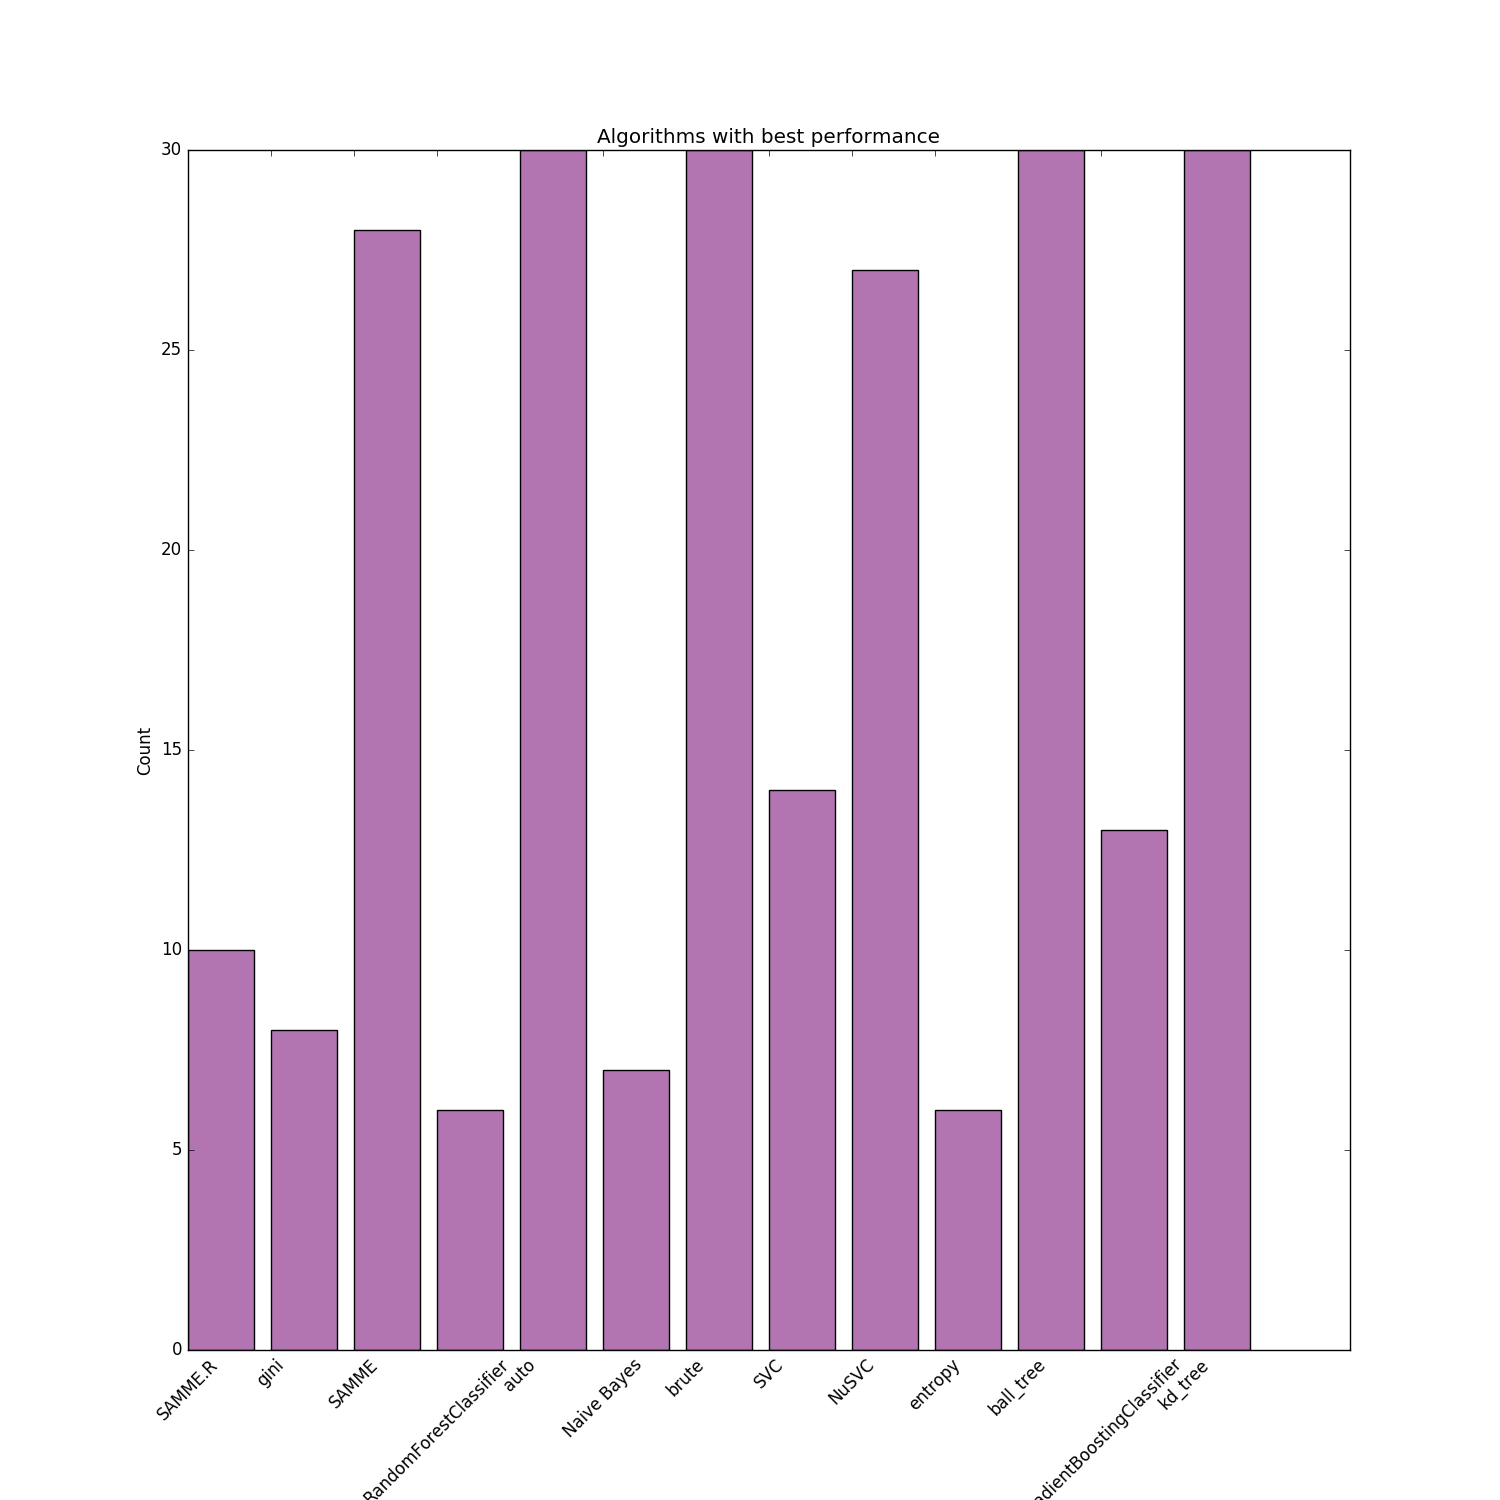 Algorithms with best performance
30
25
20
15
10
5
0
Count
SAMME.R
gini
SAMME
RandomForestClassifier
auto
Naive Bayes
brute
SVC
NuSVC
entropy
ball_tree
adientBoostingClassifier
kd_tree